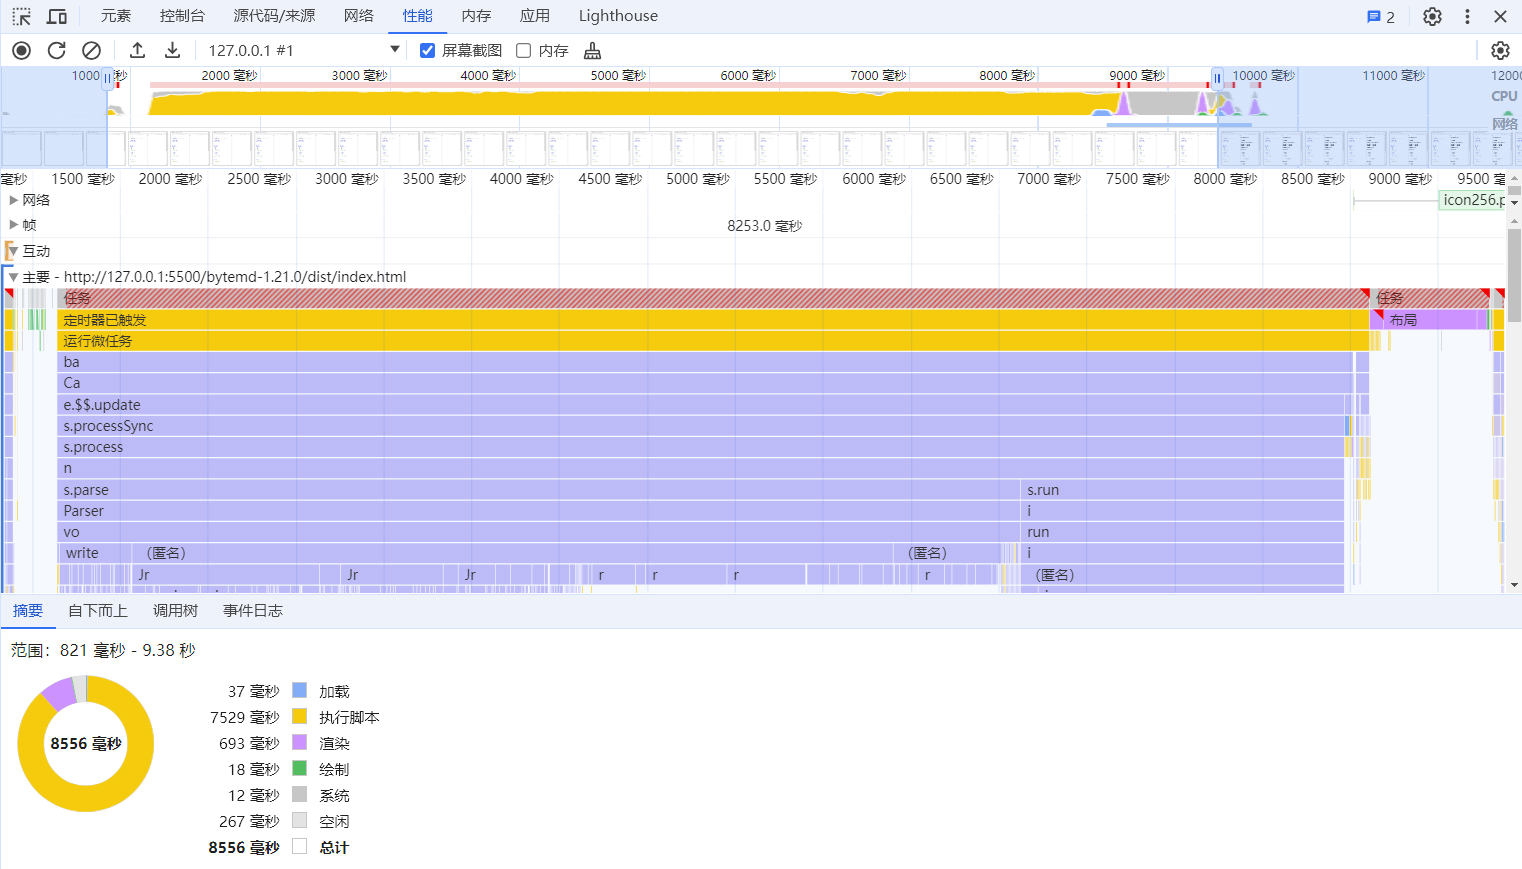 元素 控制台 源代码/来源 网络 性能 内存 应用 Lighthouse 2
127.0.0.1 #1 屏幕截图 内存
1000 毫秒 2000 毫秒 3000 毫秒 4000 毫秒 5000 毫秒 6000 毫秒 7000 毫秒 8000 毫秒 9000 毫秒 10000 毫秒 11000 毫秒 12000
CPU
网络
毫秒 1500 毫秒 2000 毫秒 2500 毫秒 3000 毫秒 3500 毫秒 4000 毫秒 4500 毫秒 5000 毫秒 5500 毫秒 6000 毫秒 6500 毫秒 7000 毫秒 7500 毫秒 8000 毫秒 8500 毫秒 9000 毫秒 9500
网络 icon256.p
帧 8253.0 毫秒
互动
主要 - http://127.0.0.1:5500/bytemd-1.21.0/dist/index.html
任务 任务
定时器已触发 布局
运行微任务
ba
Ca
e.$$.update
s.processSync
s.process
n
s.parse s.run
Parser i
vo run
write （匿名） （匿名） i
Jr Jr Jr r r r r （匿名）
摘要 自下而上 调用树 事件日志
范围：821 毫秒 - 9.38 秒
8556 毫秒
37 毫秒 加载
7529 毫秒 执行脚本
693 毫秒 渲染
18 毫秒 绘制
12 毫秒 系统
267 毫秒 空闲
8556 毫秒 总计